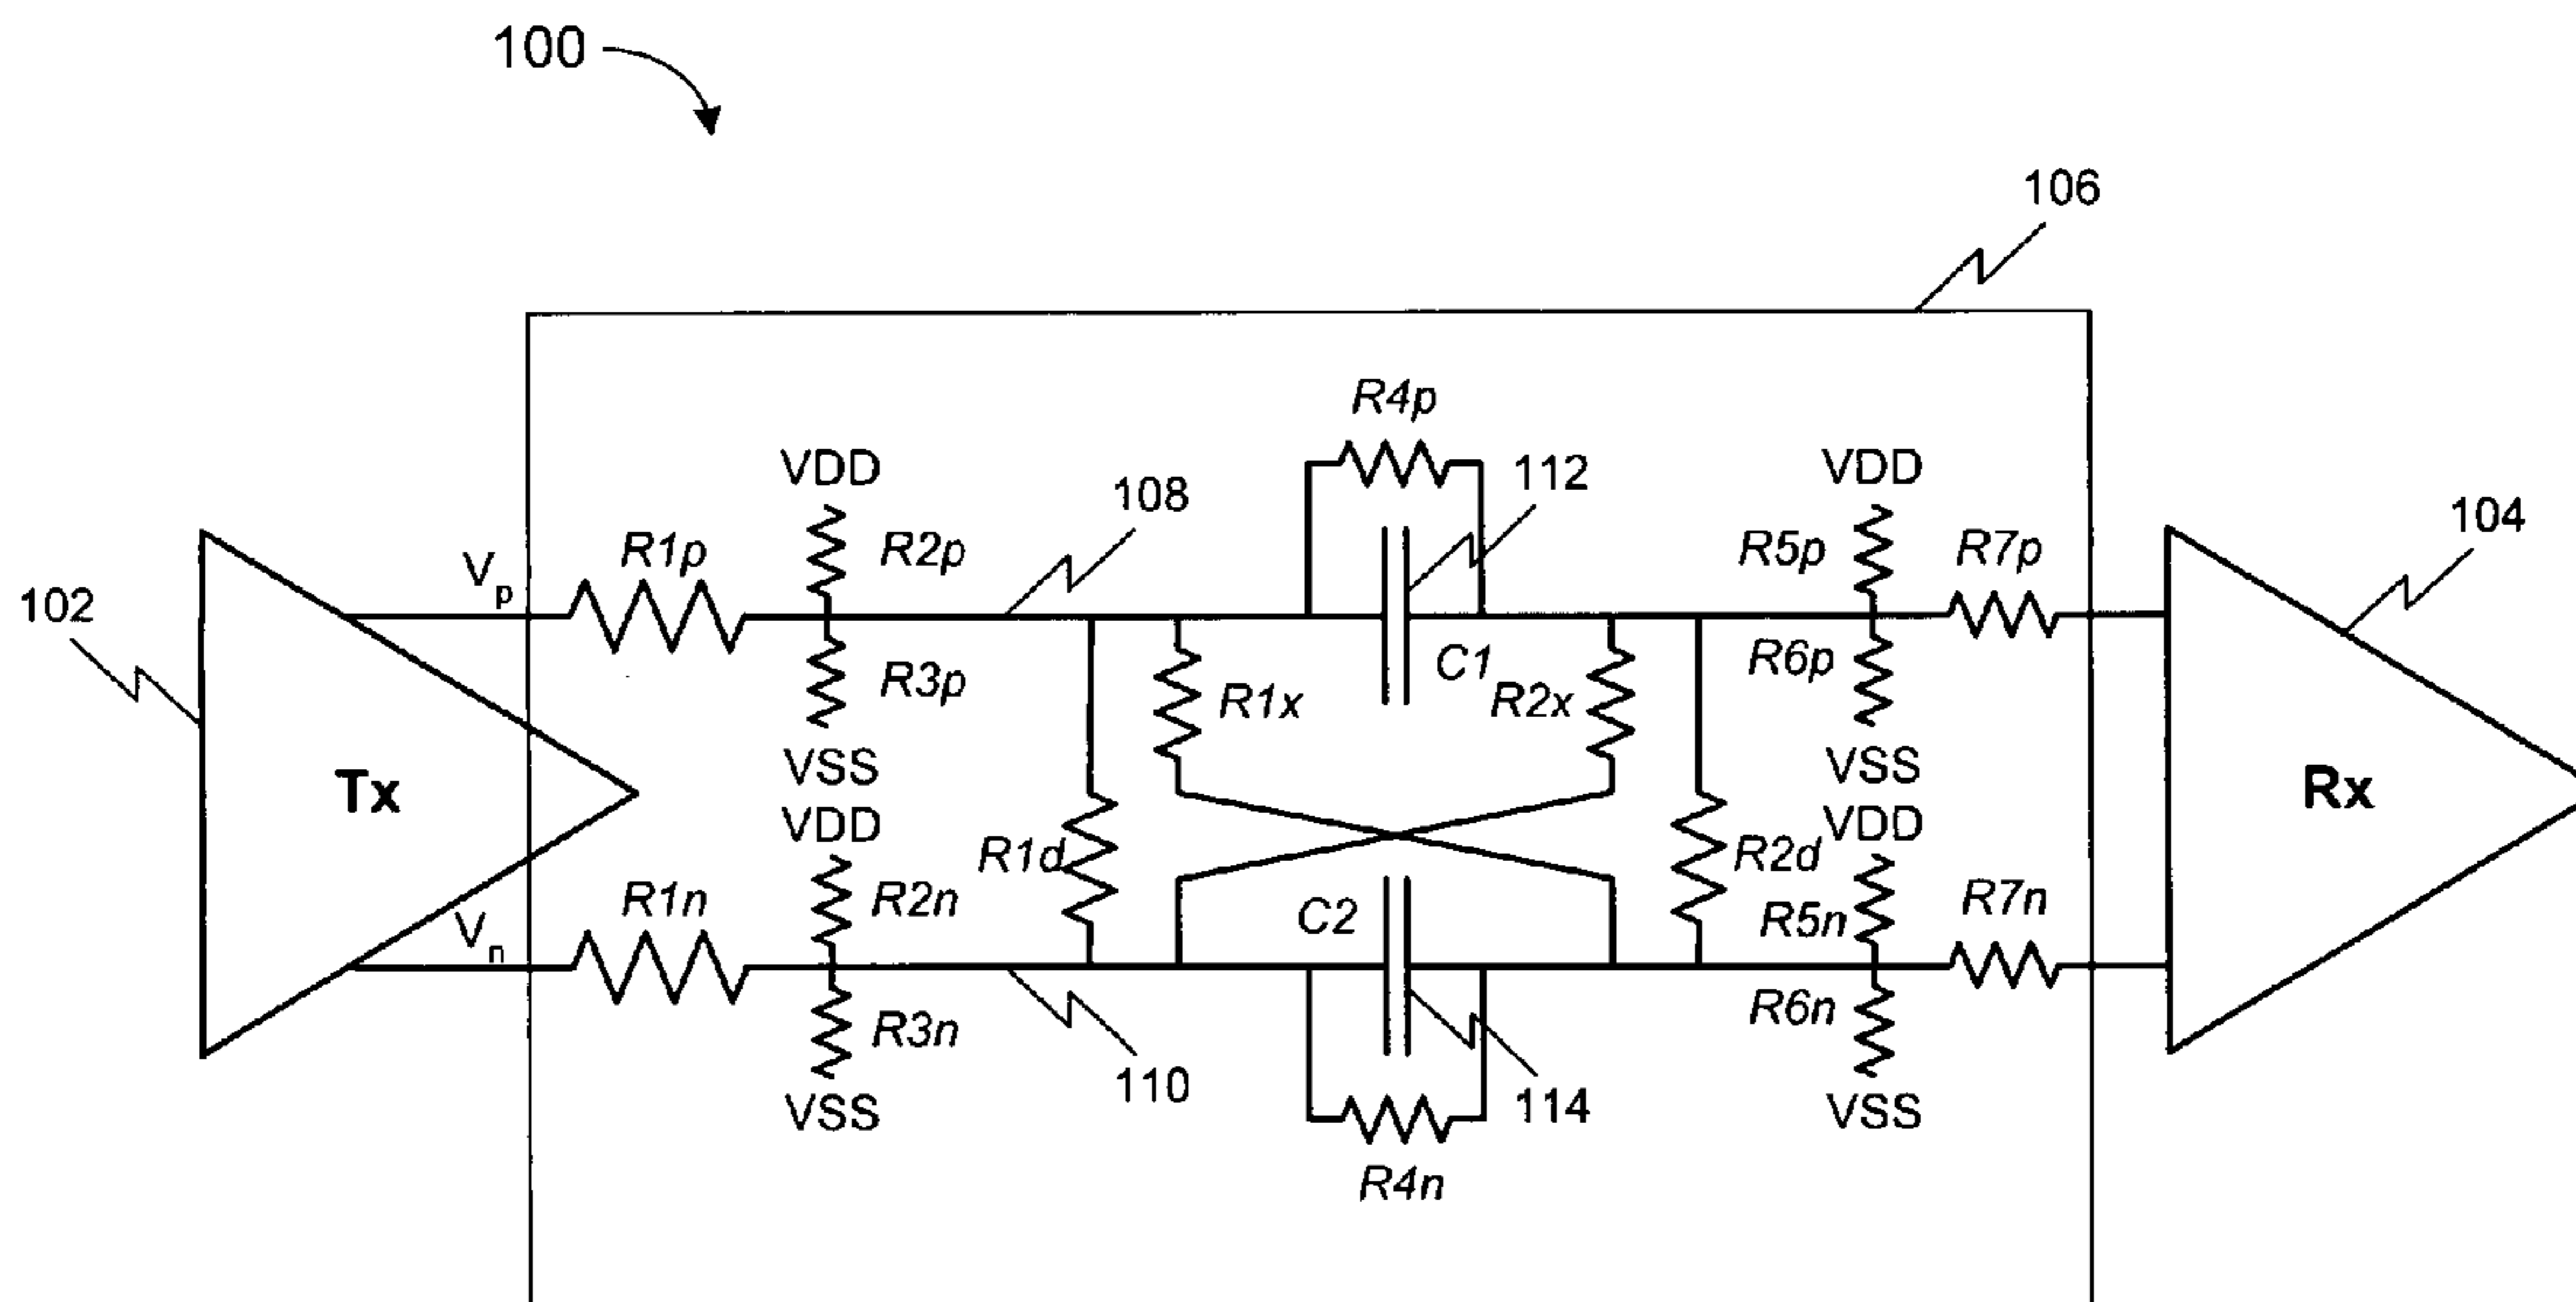 100
106
R4p
VDD
112
VDD
108
104
R1p
R2p
R5p
R7p
Vp
102
R3p
C1
R6p
R1x
R2x
VSS
VSS
Tx
Rx
VDD
VDD
R1d
R2d
R1n
R2n
C2
R5n
R7n
Vn
R3n
R6n
110
114
VSS
VSS
R4n